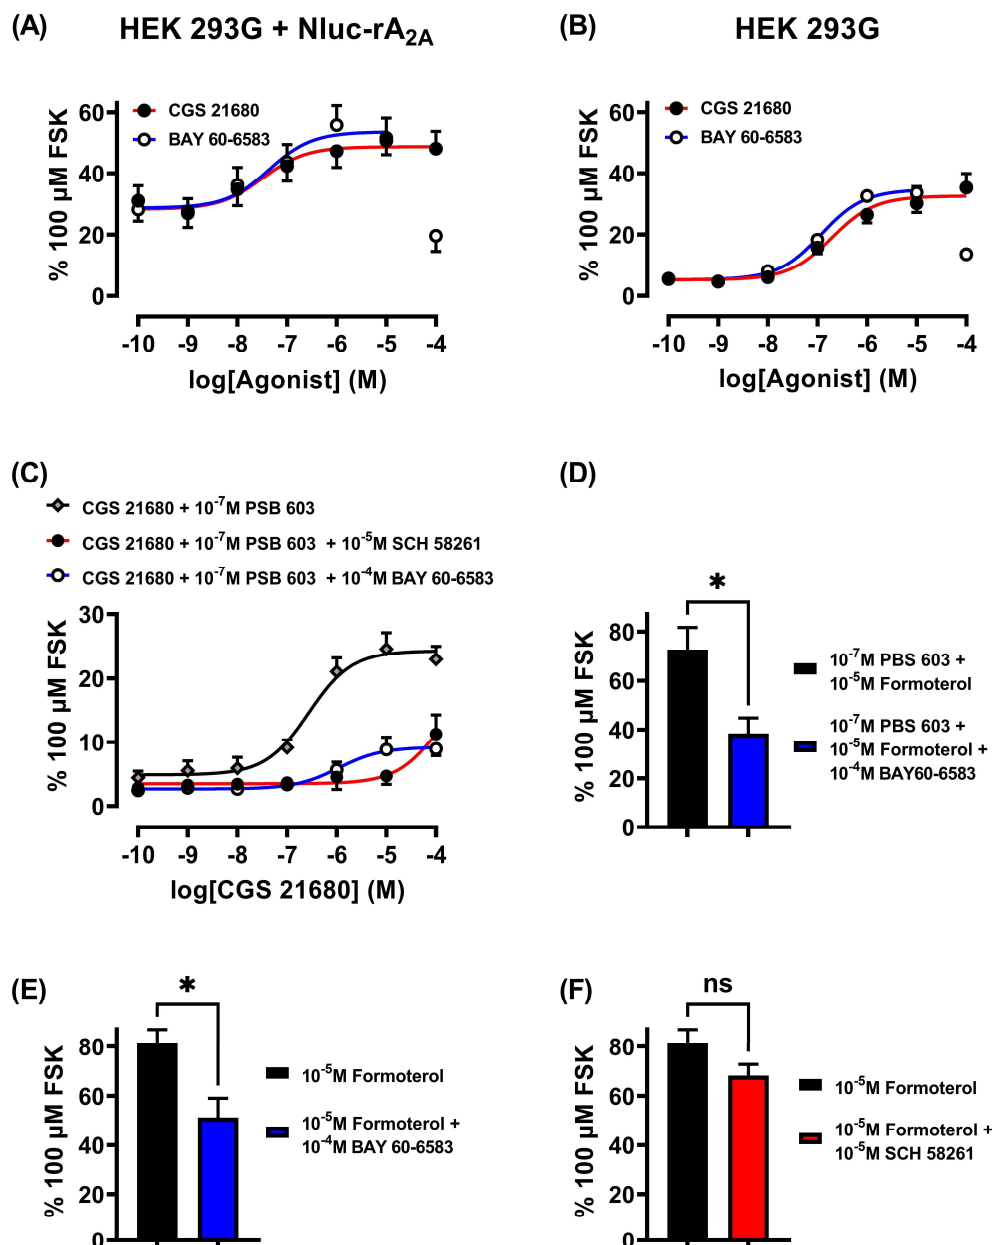 (A) HEK 293G + Nluc-rA2A
CGS 21680
BAY 60-6583
% 100 µM FSK
60
40
20
0
-10 -9 -8 -7 -6 -5 -4
log[Agonist] (M)
(B) HEK 293G
CGS 21680
BAY 60-6583
% 100 µM FSK
60
40
20
0
-10 -9 -8 -7 -6 -5 -4
log[Agonist] (M)
(C)
CGS 21680 + 10-7M PSB 603
CGS 21680 + 10-7M PSB 603 + 10-5M SCH 58261
CGS 21680 + 10-7M PSB 603 + 10-4M BAY 60-6583
% 100 µM FSK
30
20
10
0
-10 -9 -8 -7 -6 -5 -4
log[CGS 21680] (M)
(D)
*
% 100 µM FSK
80
60
40
20
0
10-7M PBS 603 +
10-5M Formoterol
10-7M PBS 603 +
10-5M Formoterol +
10-4M BAY60-6583
(E)
*
% 100 µM FSK
80
60
40
20
0
10-5M Formoterol
10-5M Formoterol +
10-4M BAY 60-6583
(F)
ns
% 100 µM FSK
80
60
40
20
0
10-5M Formoterol
10-5M Formoterol +
10-5M SCH 58261